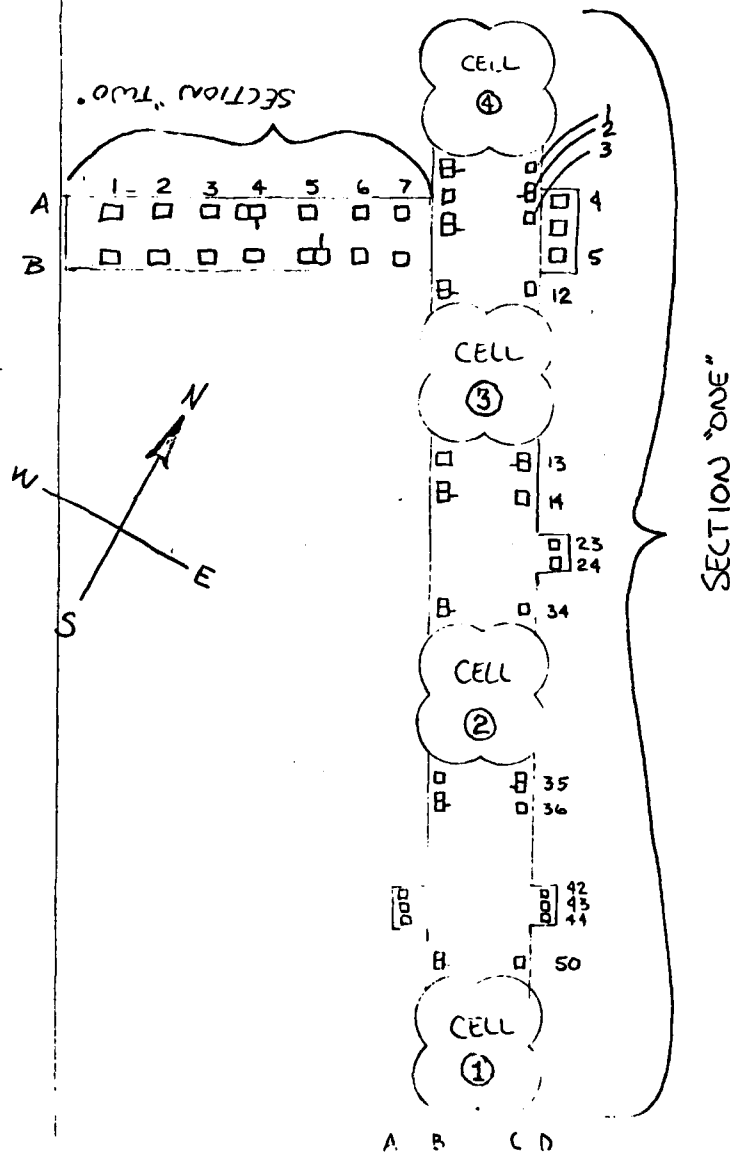 CELL
④
SECTION "TWO"
1
2
3
A 1 2 3 4 5 6 7
4
B
5
12
CELL
③
N
SECTION "ONE"
W
13
14
23
24
E
S
34
CELL
②
35
36
42
43
44
50
CELL
①
A B C D